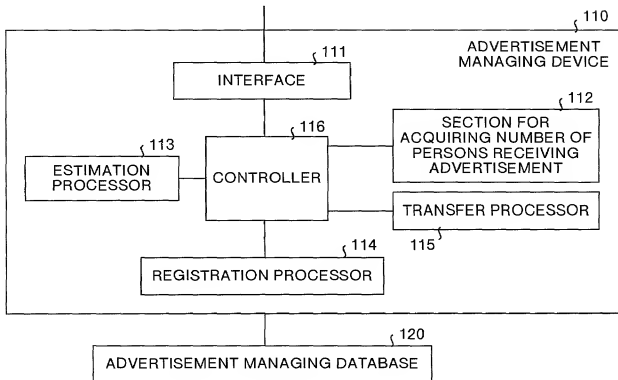 110
ADVERTISEMENT
MANAGING DEVICE
111
INTERFACE
112
SECTION FOR
ACQUIRING NUMBER OF
PERSONS RECEIVING
ADVERTISEMENT
116
CONTROLLER
113
ESTIMATION
PROCESSOR
TRANSFER PROCESSOR
115
114
REGISTRATION PROCESSOR
120
ADVERTISEMENT MANAGING DATABASE